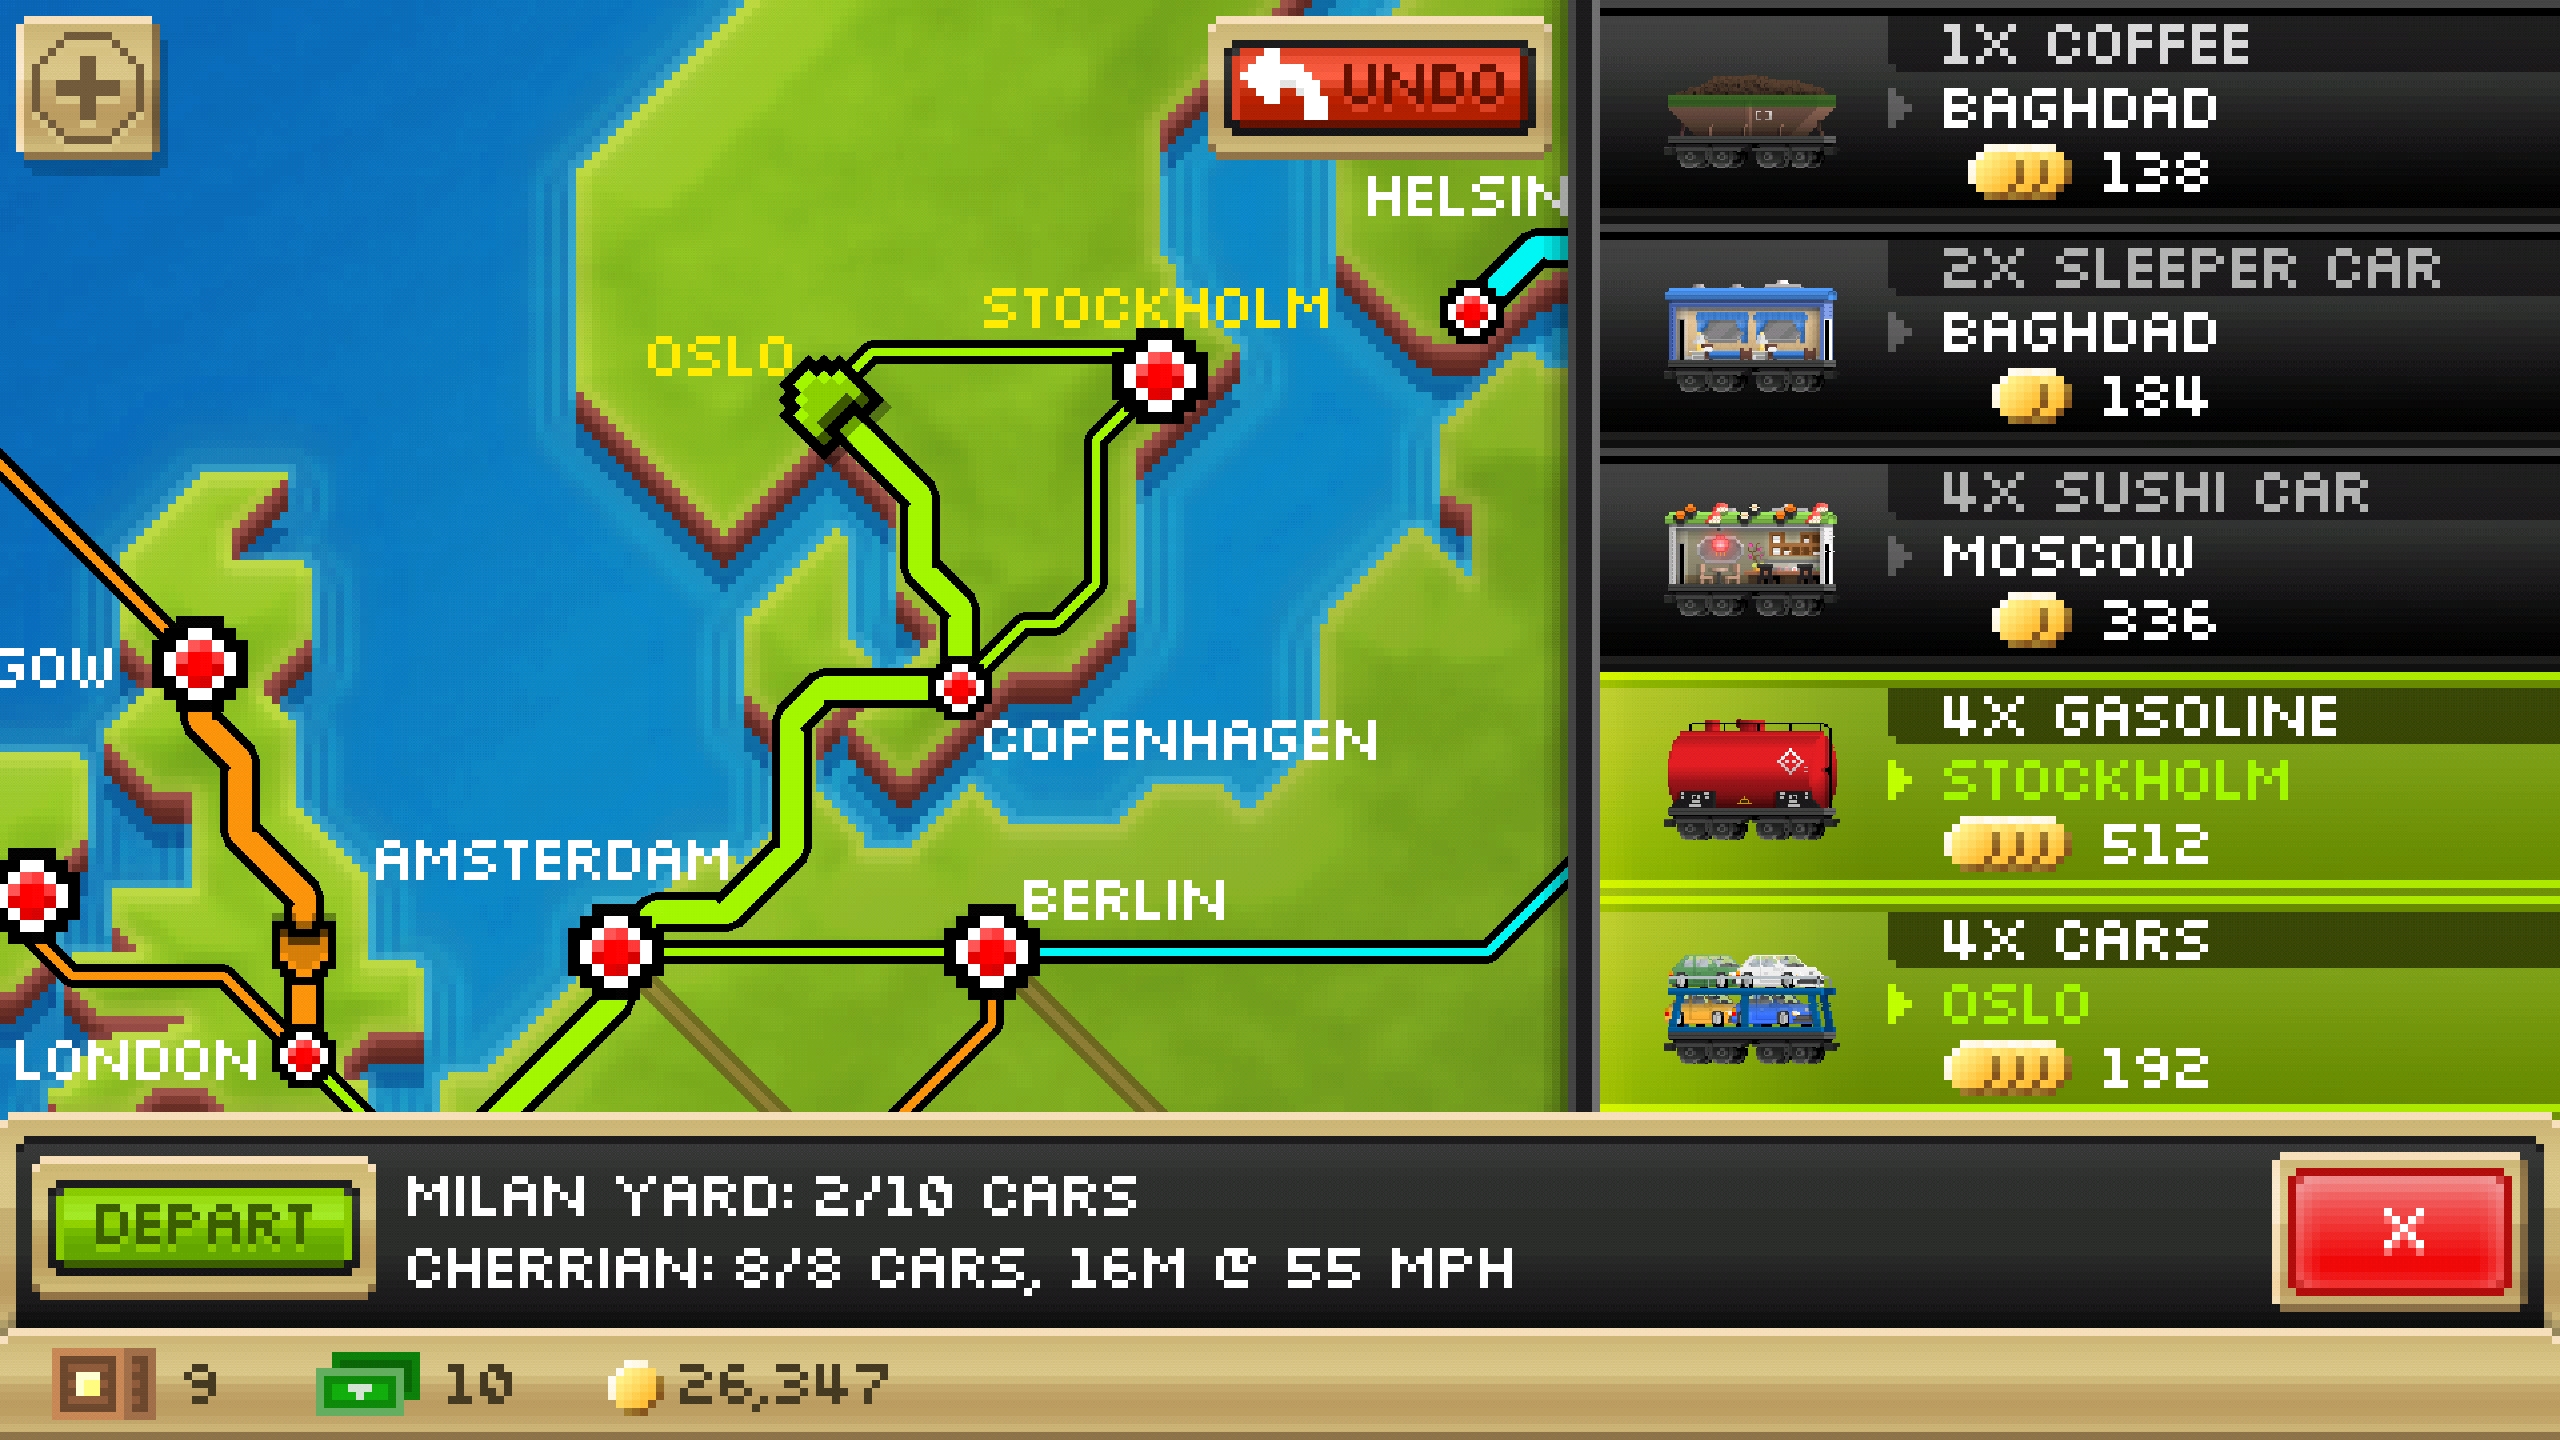 UNDO
HELSIN
STOCKHOLM
OSLO
GOW
COPENHAGEN
AMSTERDAM
BERLIN
LONDON
1X COFFEE
BAGHDAD
138
2X SLEEPER CAR
BAGHDAD
184
4X SUSHI CAR
MOSCOW
336
4X GASOLINE
STOCKHOLM
512
4X CARS
OSLO
192
DEPART
MILAN YARD: 2/10 CARS
CHERRIAN: 8/8 CARS, 16M @ 55 MPH
X
9
10
26,347